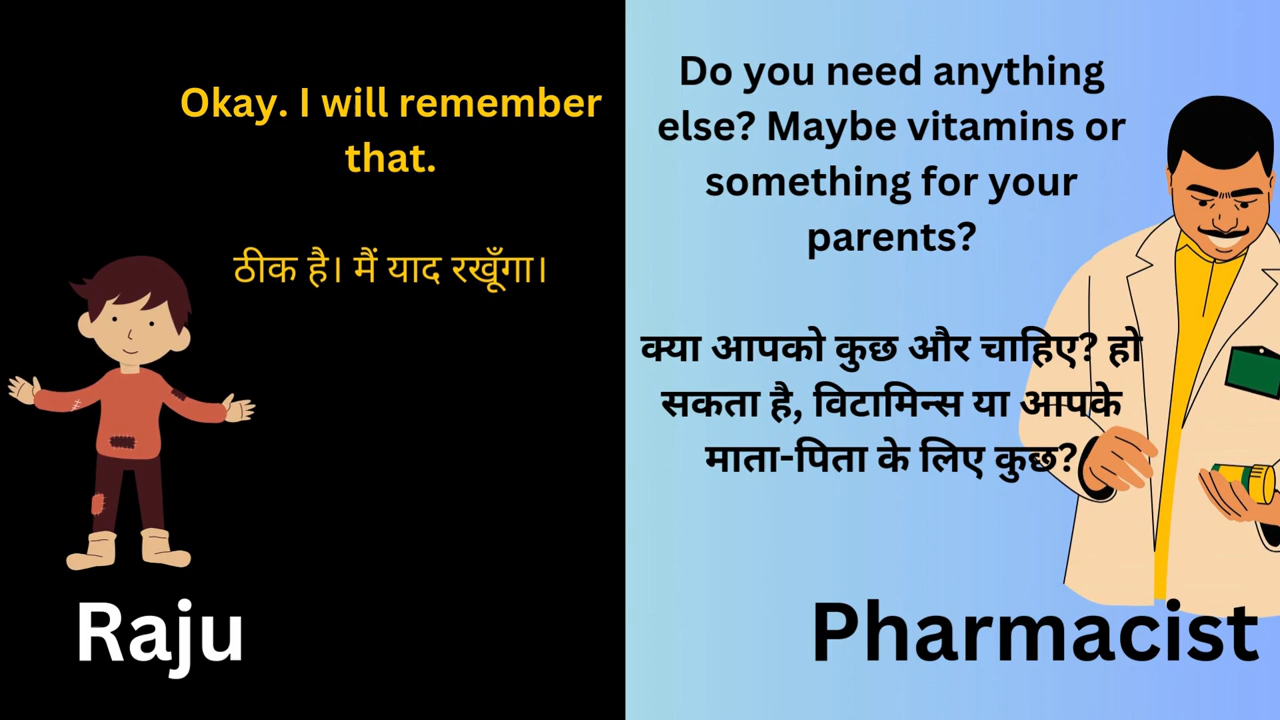 Okay. I will remember
that.
ठीक है। मैं याद रखूँगा।
Raju
Do you need anything
else? Maybe vitamins or
something for your
parents?
क्या आपको कुछ और चाहिए? हो
सकता है, विटामिन्स या आपके
माता-पिता के लिए कुछ?
Pharmacist